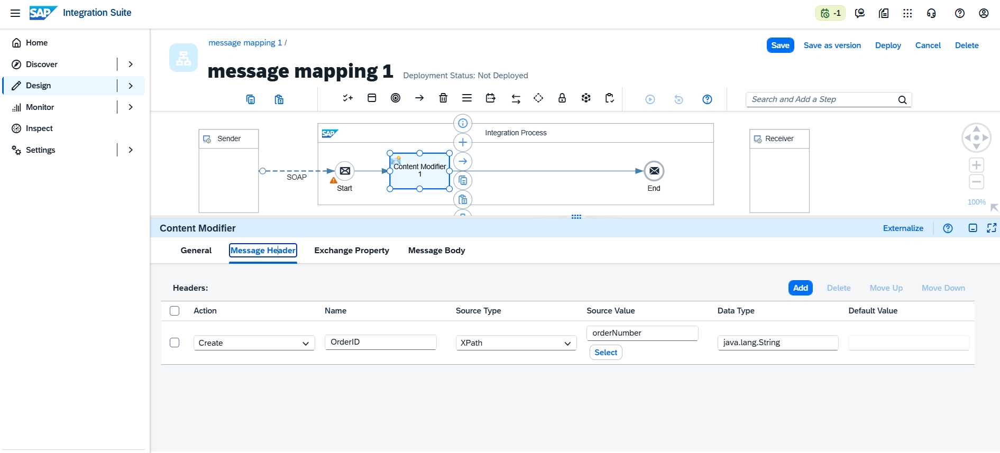 SAP Integration Suite
-1
Home
Discover
Design
Monitor
Inspect
Settings
message mapping 1 /
message mapping 1
Deployment Status: Not Deployed
Save
Save as version
Deploy
Cancel
Delete
Search and Add a Step
Sender
SAP
Integration Process
Receiver
SOAP
Start
Content Modifier
1
End
100%
Content Modifier
Externalize
General
Message Header
Exchange Property
Message Body
Headers:
Add
Delete
Move Up
Move Down
Action
Name
Source Type
Source Value
Data Type
Default Value
Create
OrderID
XPath
orderNumber
Select
java.lang.String